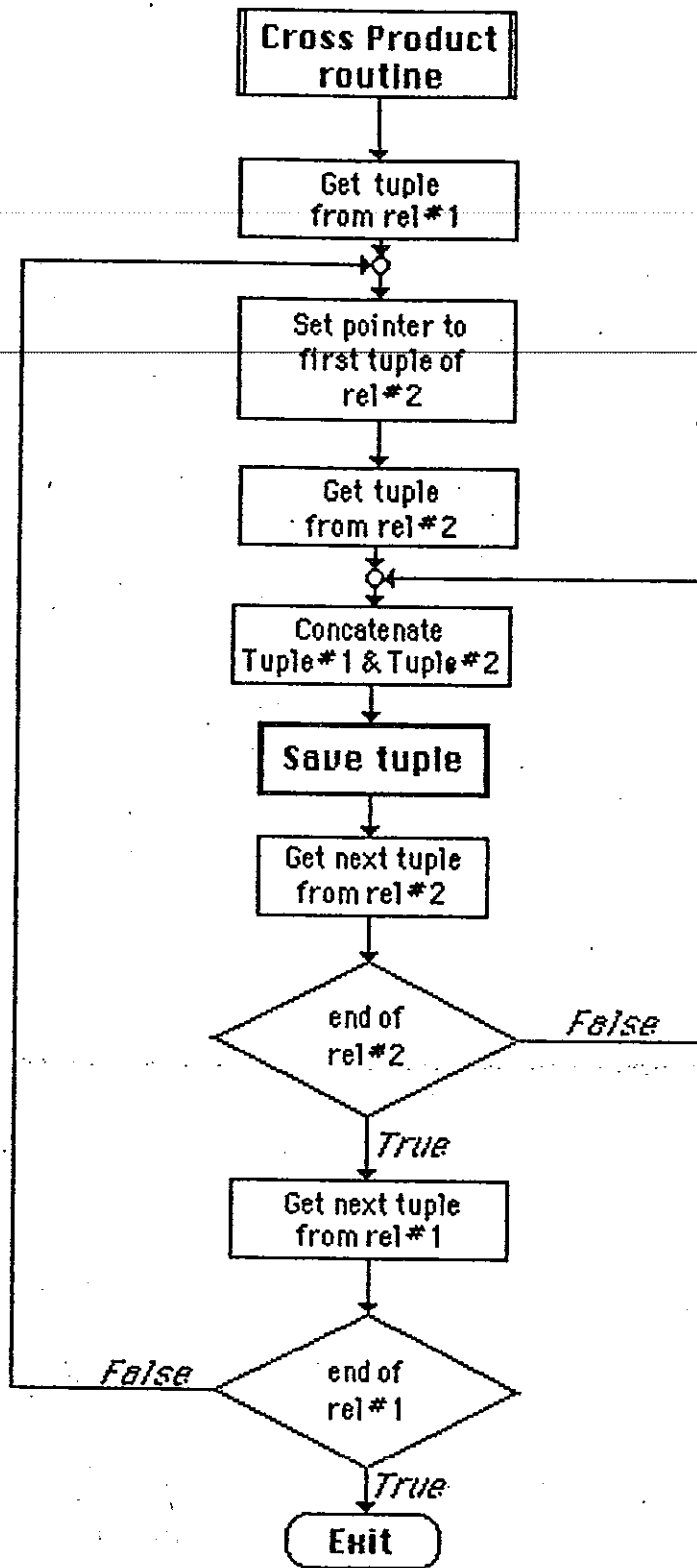 Cross Product
routine
Get tuple
from rel#1
Set pointer to
first tuple of
rel#2
Get tuple
from rel#2
Concatenate
Tuple#1 & Tuple#2
Save tuple
Get next tuple
from rel#2
end of
rel#2
False
True
Get next tuple
from rel#1
end of
rel#1
False
True
Exit